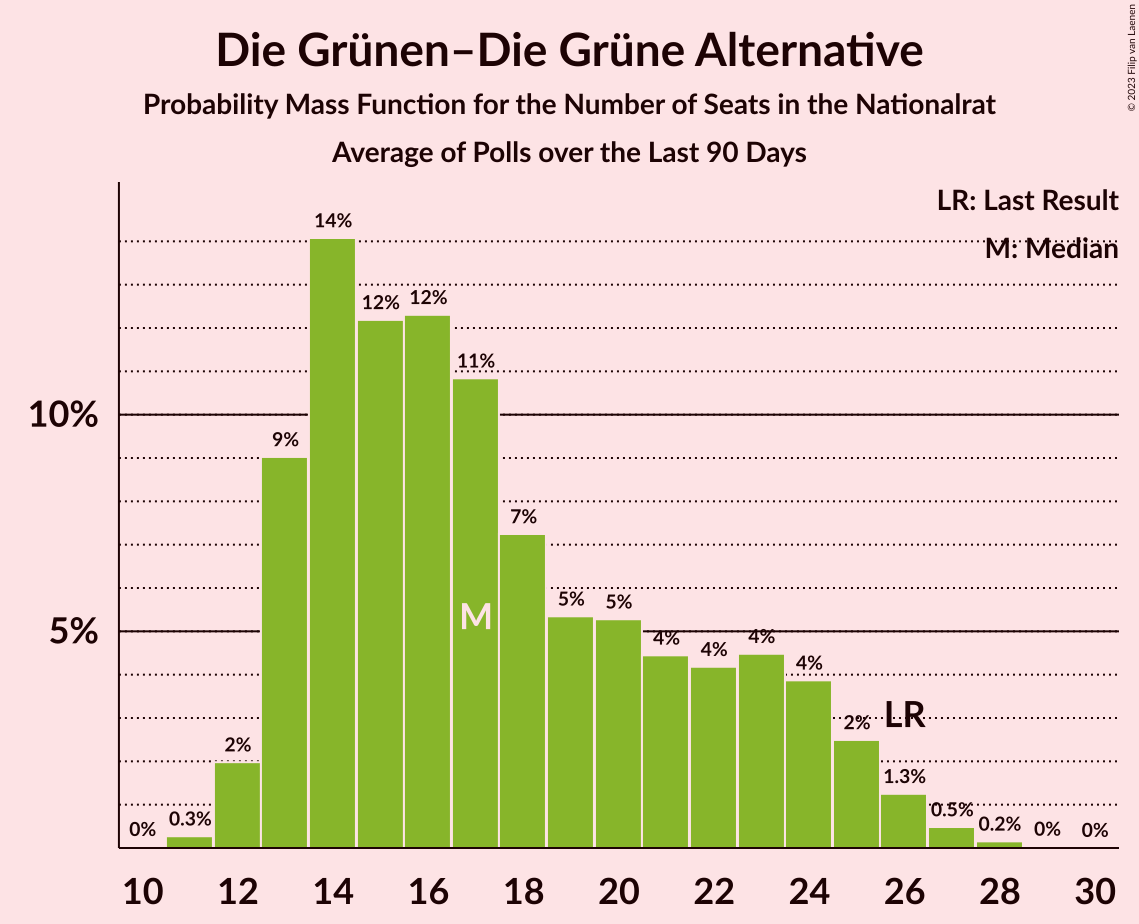 Die Grünen–Die Grüne Alternative
Probability Mass Function for the Number of Seats in the Nationalrat
Average of Polls over the Last 90 Days
© 2023 Filip van Laenen
LR: Last Result
M: Median
14%
12%
12%
11%
10%
9%
7%
5%
5%
5%
4%
4%
4%
4%
M
LR
2%
2%
1.3%
0.5%
0.3%
0.2%
0%
0%
0%
10 12 14 16 18 20 22 24 26 28 30